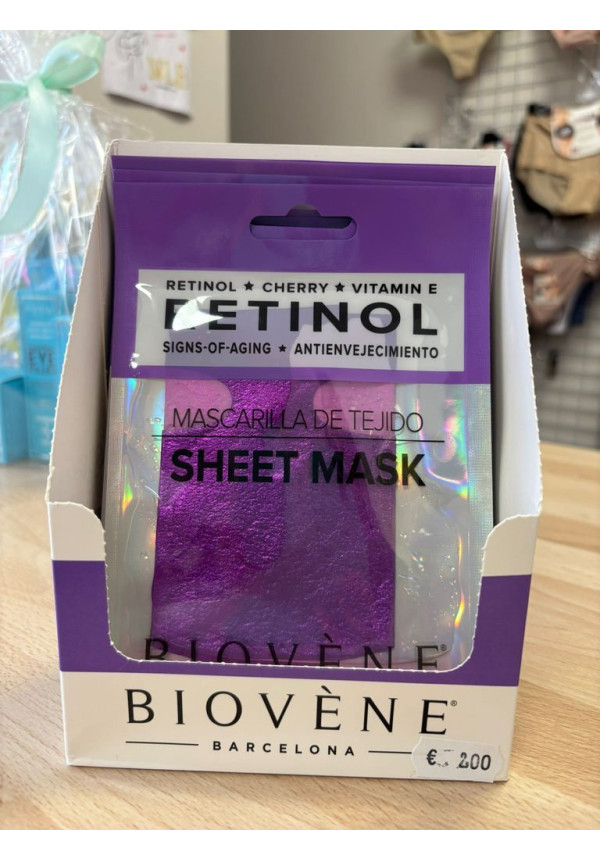 RETINOL ★ CHERRY ★ VITAMIN E
RETINOL
SIGNS-OF-AGING ★ ANTIENVEJECIMIENTO
MASCARILLA DE TEJIDO
SHEET MASK
BIOVÈNE®
BIOVÈNE®
BARCELONA